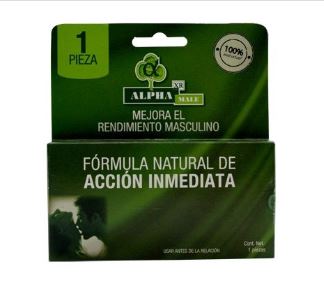 1
PIEZA
100%
ALPHA XR
MALE
MEJORA EL
RENDIMIENTO MASCULINO
FÓRMULA NATURAL DE
ACCIÓN INMEDIATA
USAR ANTES DE LA RELACIÓN
Cont. Net.
1 piezas